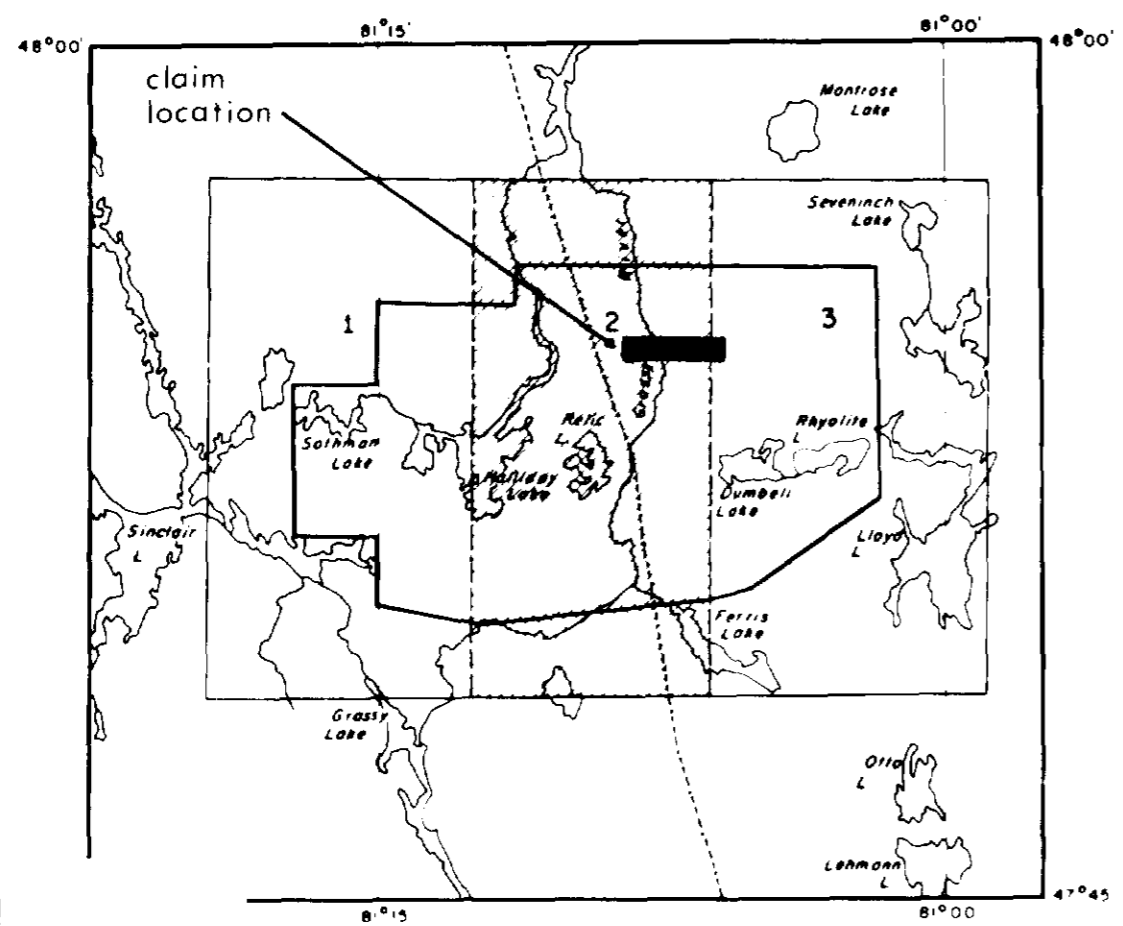 81°15'
81°00'
48°00'
48°00'
claim
location
Montrose
Lake
Seveninch
Lake
1
2
3
Grassy
Relic
L
Rhyolite
L
Sothman
Lake
Halliday
Lake
Dumbell
Lake
Sinclair
L
Lloyd
L
Ferris
Lake
Grassy
Lake
Otto
L
Lehmann
L
47°45
81°15
81°00